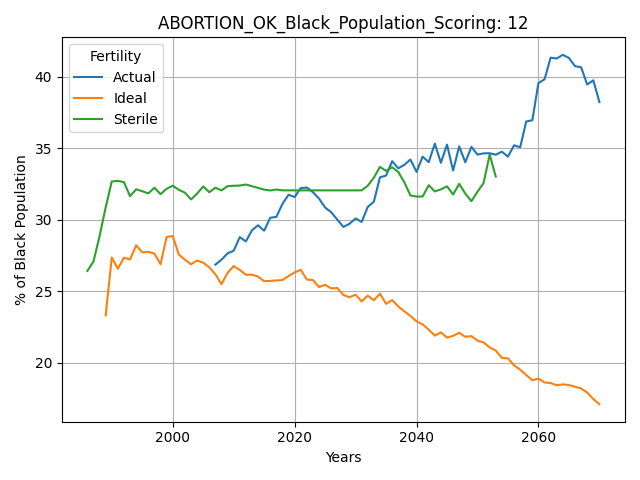 ABORTION_OK_Black_Population_Scoring: 12
Fertility
Actual
Ideal
Sterile
40
35
30
25
20
% of Black Population
2000 2020 2040 2060
Years